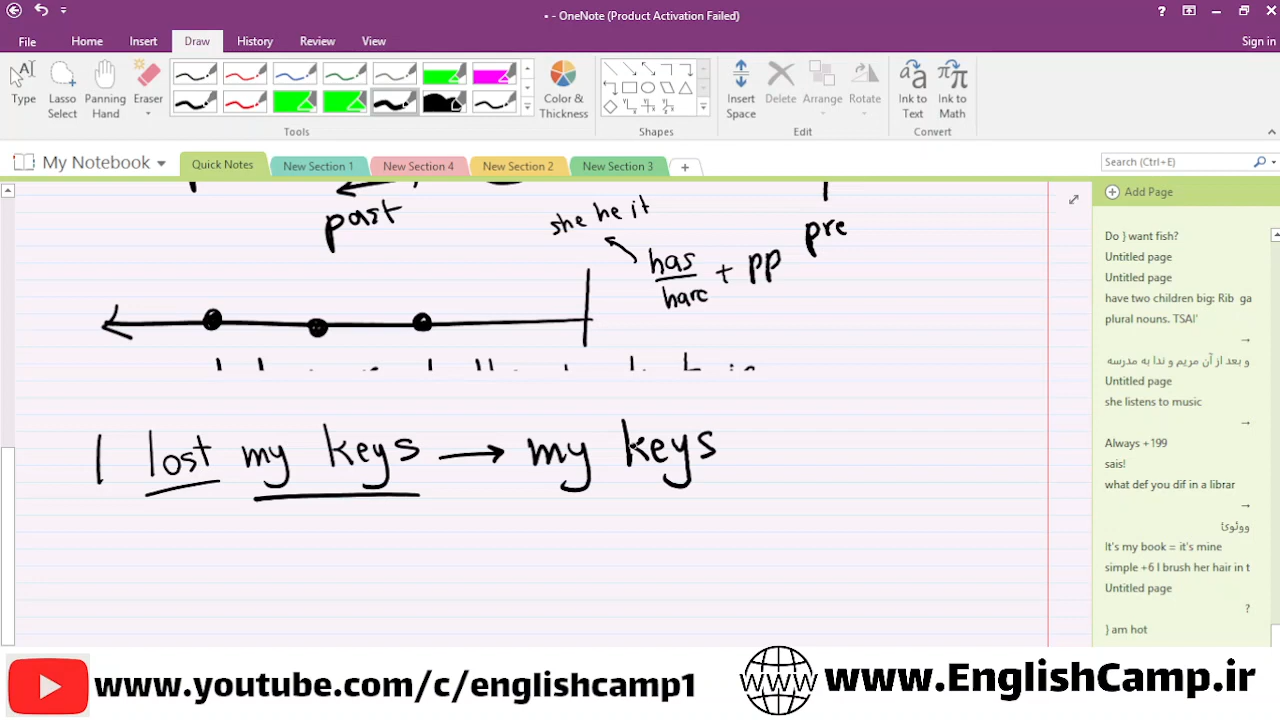 - OneNote (Product Activation Failed)
?
File Home Insert Draw History Review View
Sign in
Type
Lasso Select
Panning Hand
Eraser
Color & Thickness
Insert Space
Delete
Arrange
Rotate
Ink to Text
Ink to Math
Tools
Shapes
Edit
Convert
My Notebook
Quick Notes
New Section 1
New Section 4
New Section 2
New Section 3
+
Search (Ctrl+E)
Add Page
Do } want fish?
Untitled page
Untitled page
have two children big: Rib ga
plural nouns. TSAI'
→
و بعد از آن مریم و ندا به مدرسه
Untitled page
she listens to music
→
Always +199
sais!
what def you dif in a librar
→
ووئوئا
It's my book = it's mine
simple +6 I brush her hair in t
Untitled page
?
} am hot
past
she he it
pre
has + pp
have
I lost my keys → my keys
www.youtube.com/c/englishcamp1
www
www.EnglishCamp.ir